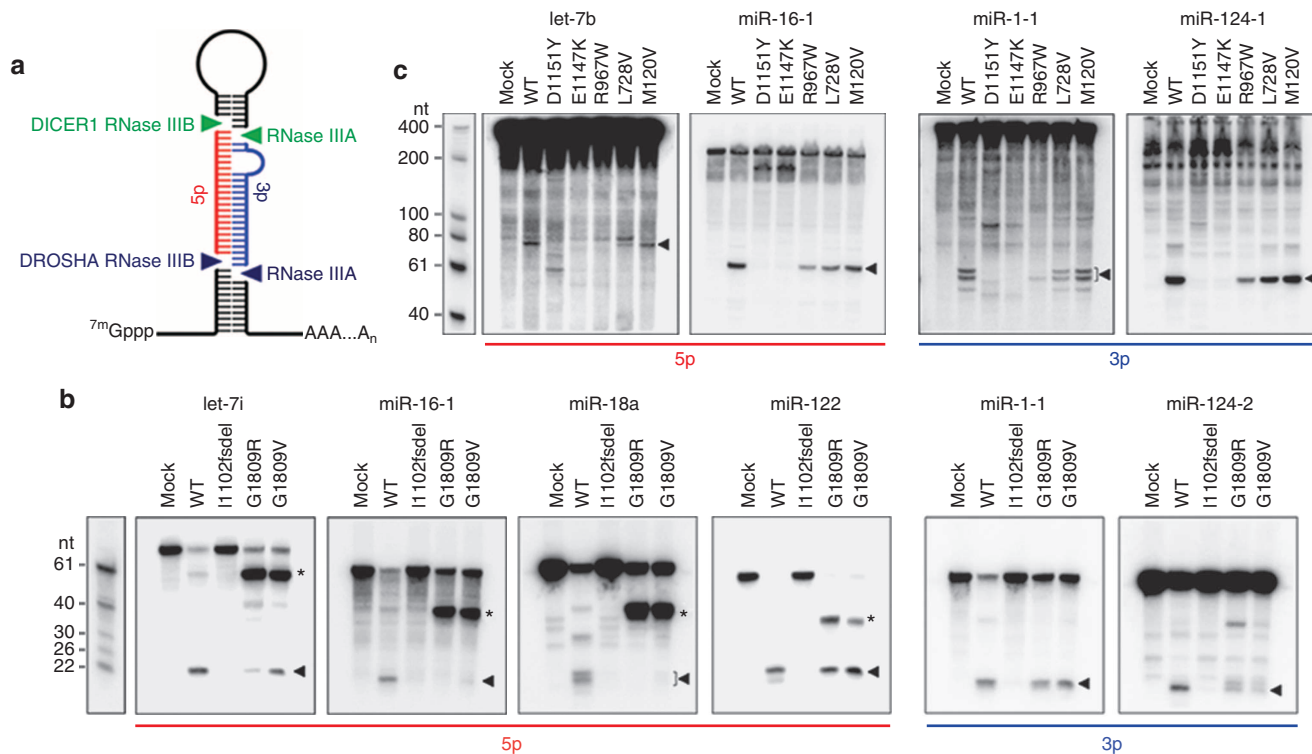 a
DICER1 RNase IIIB
RNase IIIA
5p
3p
DROSHA RNase IIIB
RNase IIIA
7mGppp
AAA...An
c
let-7b
miR-16-1
miR-1-1
miR-124-1
Mock WT D1151Y E1147K R967W L728V M120V
Mock WT D1151Y E1147K R967W L728V M120V
Mock WT D1151Y E1147K R967W L728V M120V
Mock WT D1151Y E1147K R967W L728V M120V
nt
400
200
100
80
61
40
5p
3p
b
let-7i
miR-16-1
miR-18a
miR-122
miR-1-1
miR-124-2
Mock WT I1102fsdel G1809R G1809V
Mock WT I1102fsdel G1809R G1809V
Mock WT I1102fsdel G1809R G1809V
Mock WT I1102fsdel G1809R G1809V
Mock WT I1102fsdel G1809R G1809V
Mock WT I1102fsdel G1809R G1809V
nt
61
40
30
26
22
*
*
*
*
5p
3p